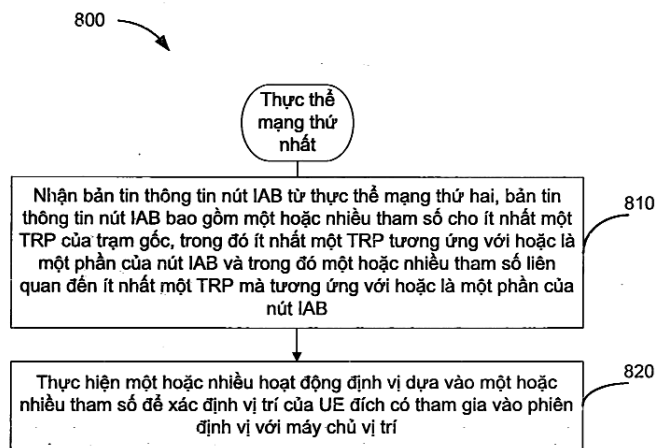 800
Thực thể
mạng thứ
nhất
Nhận bản tin thông tin nút IAB từ thực thể mạng thứ hai, bản tin
thông tin nút IAB bao gồm một hoặc nhiều tham số cho ít nhất một
TRP của trạm gốc, trong đó ít nhất một TRP tương ứng với hoặc là
một phần của nút IAB và trong đó một hoặc nhiều tham số liên
quan đến ít nhất một TRP mà tương ứng với hoặc là một phần của
nút IAB
810
Thực hiện một hoặc nhiều hoạt động định vị dựa vào một hoặc
nhiều tham số để xác định vị trí của UE đích có tham gia vào phiên
định vị với máy chủ vị trí
820